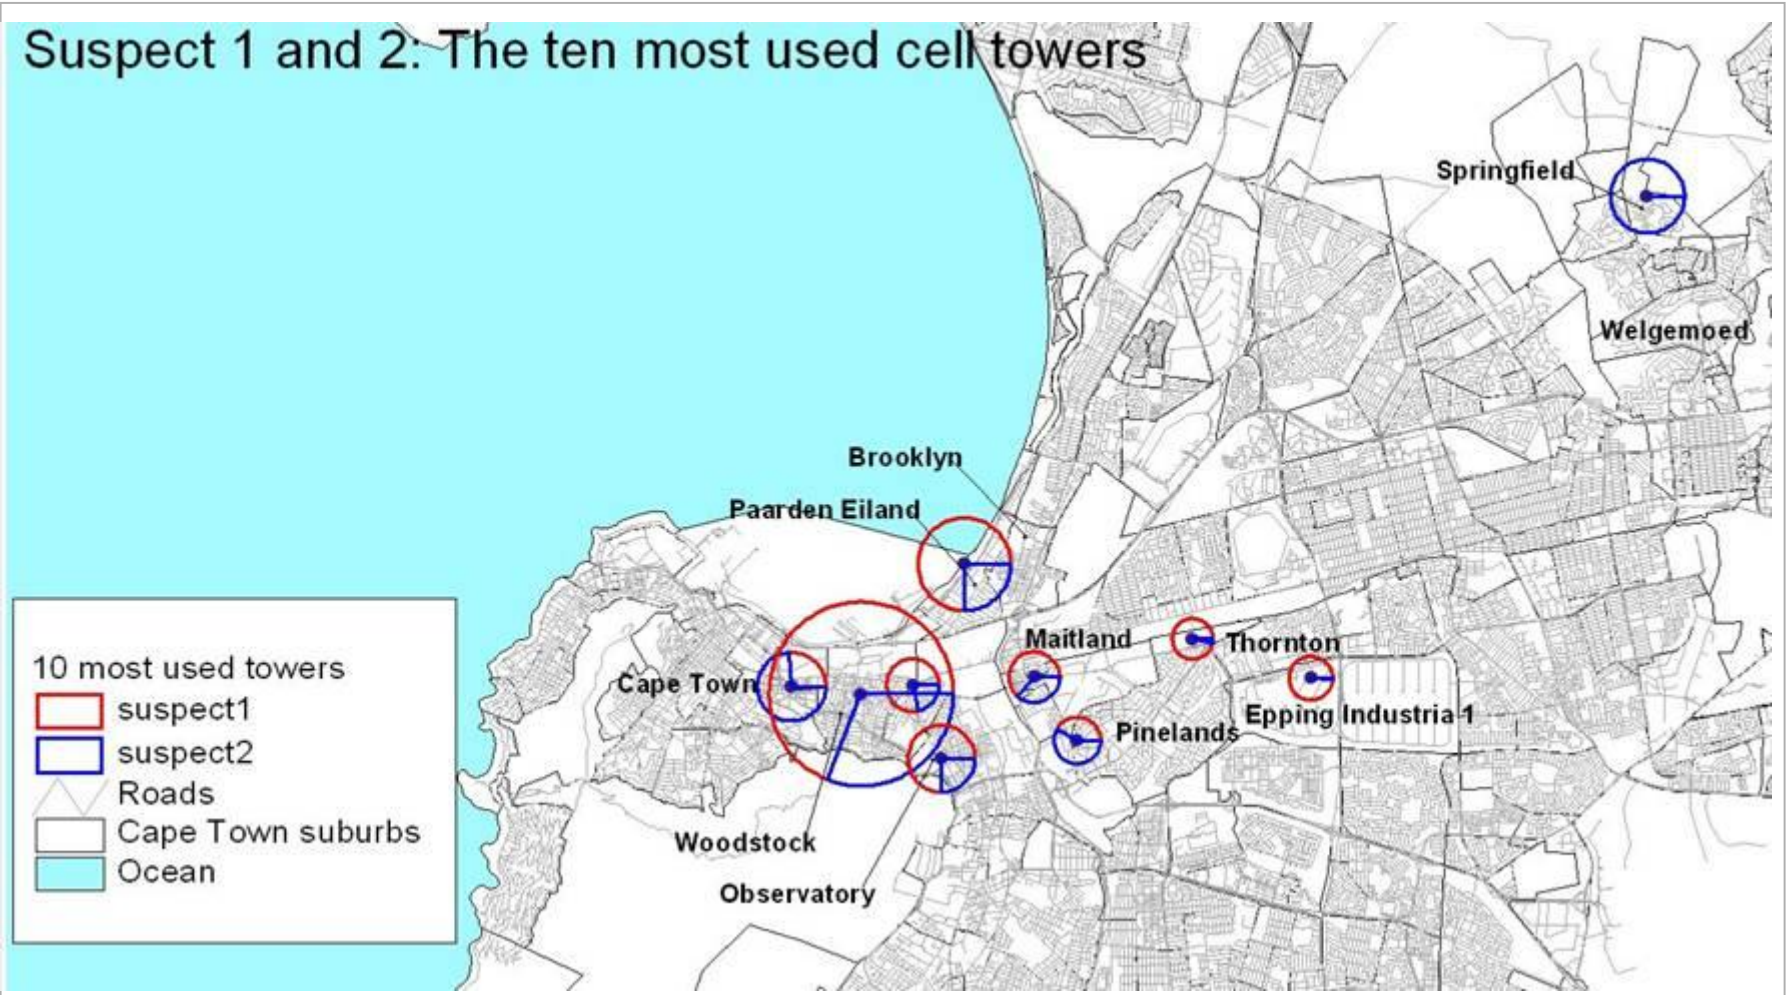 Suspect 1 and 2: The ten most used cell towers
Springfield
Welgemoed
Brooklyn
Paarden Eiland
Maitland
Thornton
Cape Town
Epping Industria 1
Pinelands
Woodstock
Observatory
10 most used towers
suspect1
suspect2
Roads
Cape Town suburbs
Ocean